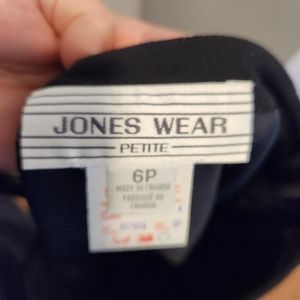 JONES WEAR
PETITE
6P
MADE IN CANADA
FABRIQUÉ AU
CANADA